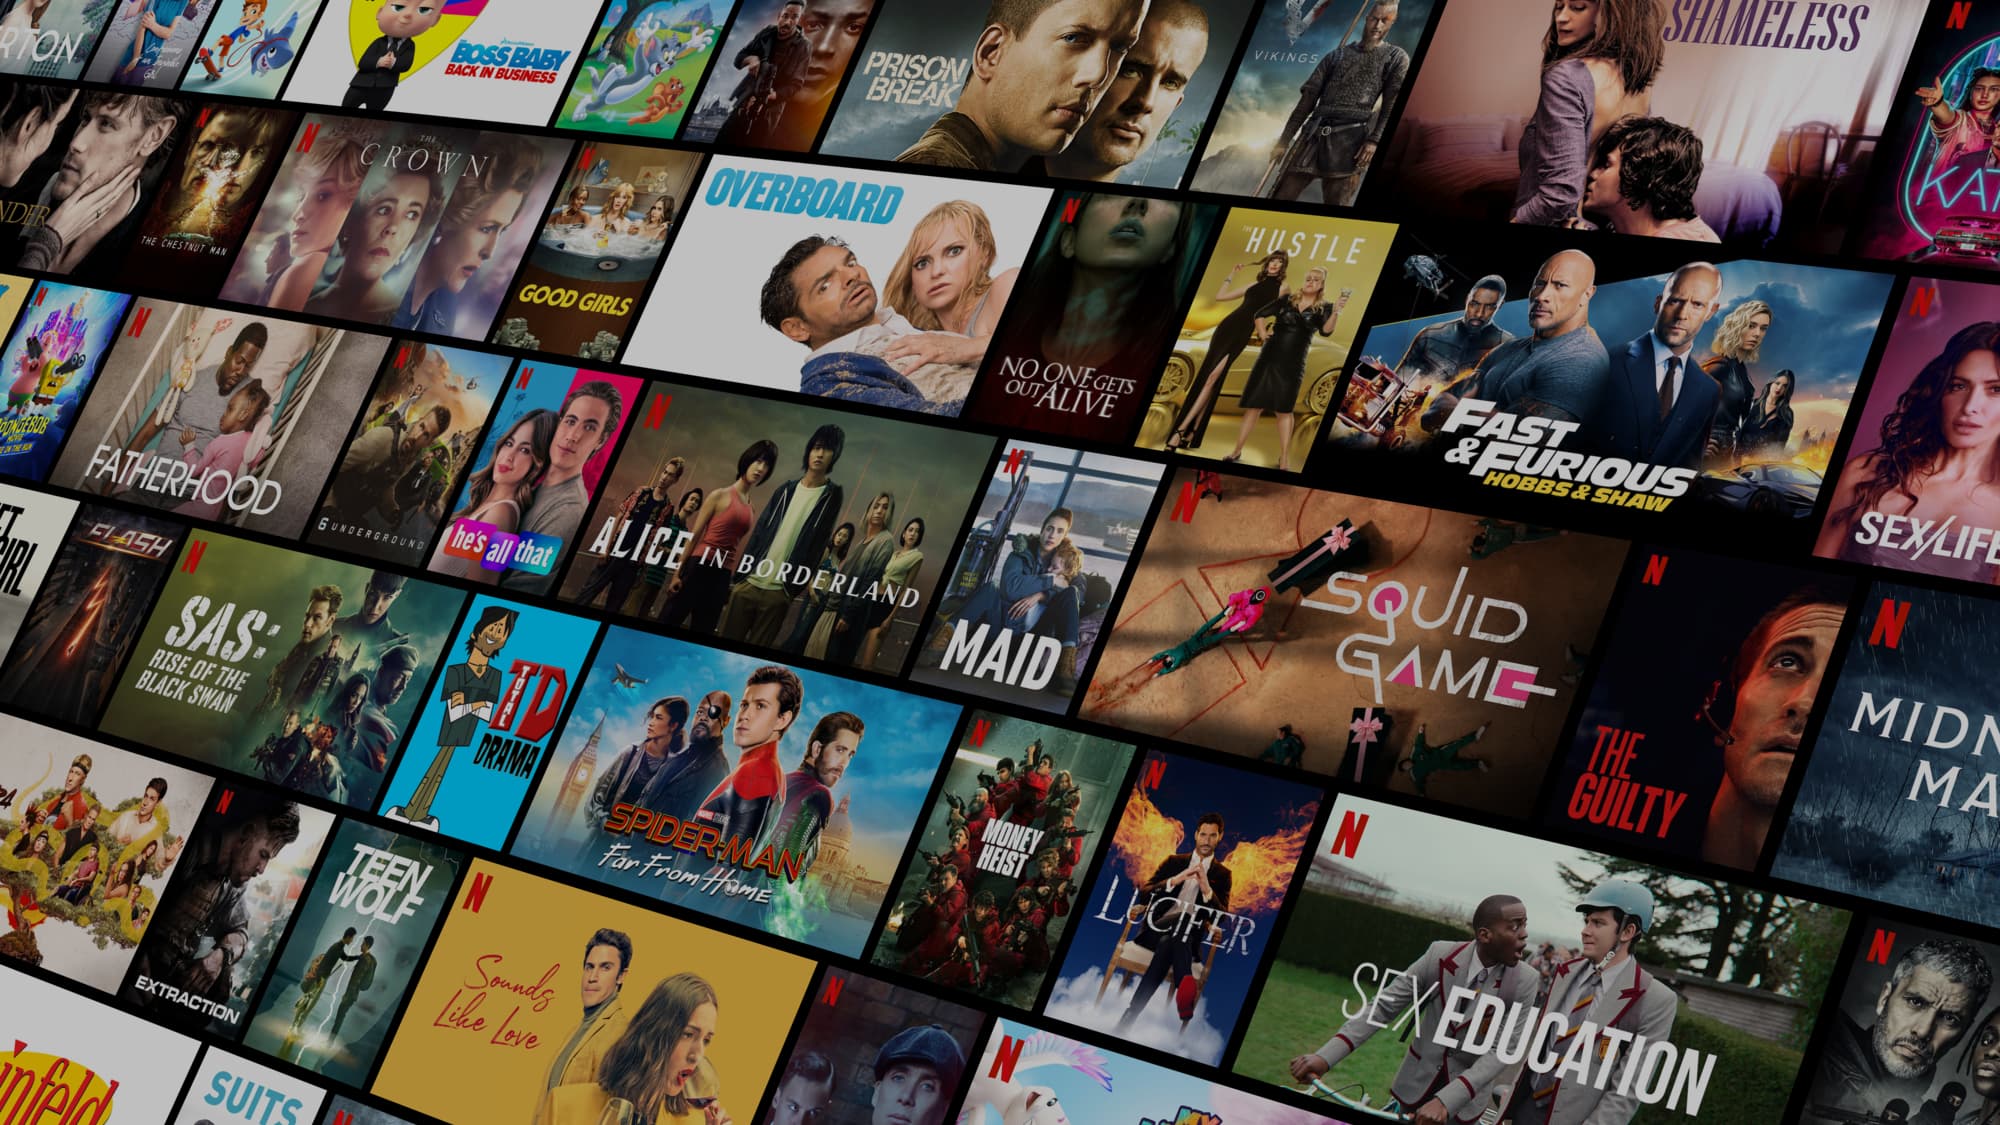 RTON
BOSS BABY
BACK IN BUSINESS
PRISON
BREAK
VIKINGS
SHAMELESS
N
KAT
NDER
N
THE CHESTNUT MAN
N
THE
CROWN
N
GOOD GIRLS
OVERBOARD
N
NO ONE GETS
OUT ALIVE
THE
HUSTLE
FAST
& FURIOUS
HOBBS & SHAW
N
SEX/LIFE
N
N
FATHERHOOD
N
6 UNDERGROUND
N
he's all that
N
ALICE IN BORDERLAND
N
MAID
N
SQUID
GAME
N
THE
GUILTY
N
MIDN
MA
FLASH
N
SAS:
RISE OF THE
BLACK SWAN
TOTAL
DRAMA
SPIDER-MAN
Far From Home
N
MONEY
HEIST
N
LUCIFER
N
SEX EDUCATION
N
N
EXTRACTION
TEEN
WOLF
N
Sounds
Like Love
N
N
MY
infeld
SUITS
N